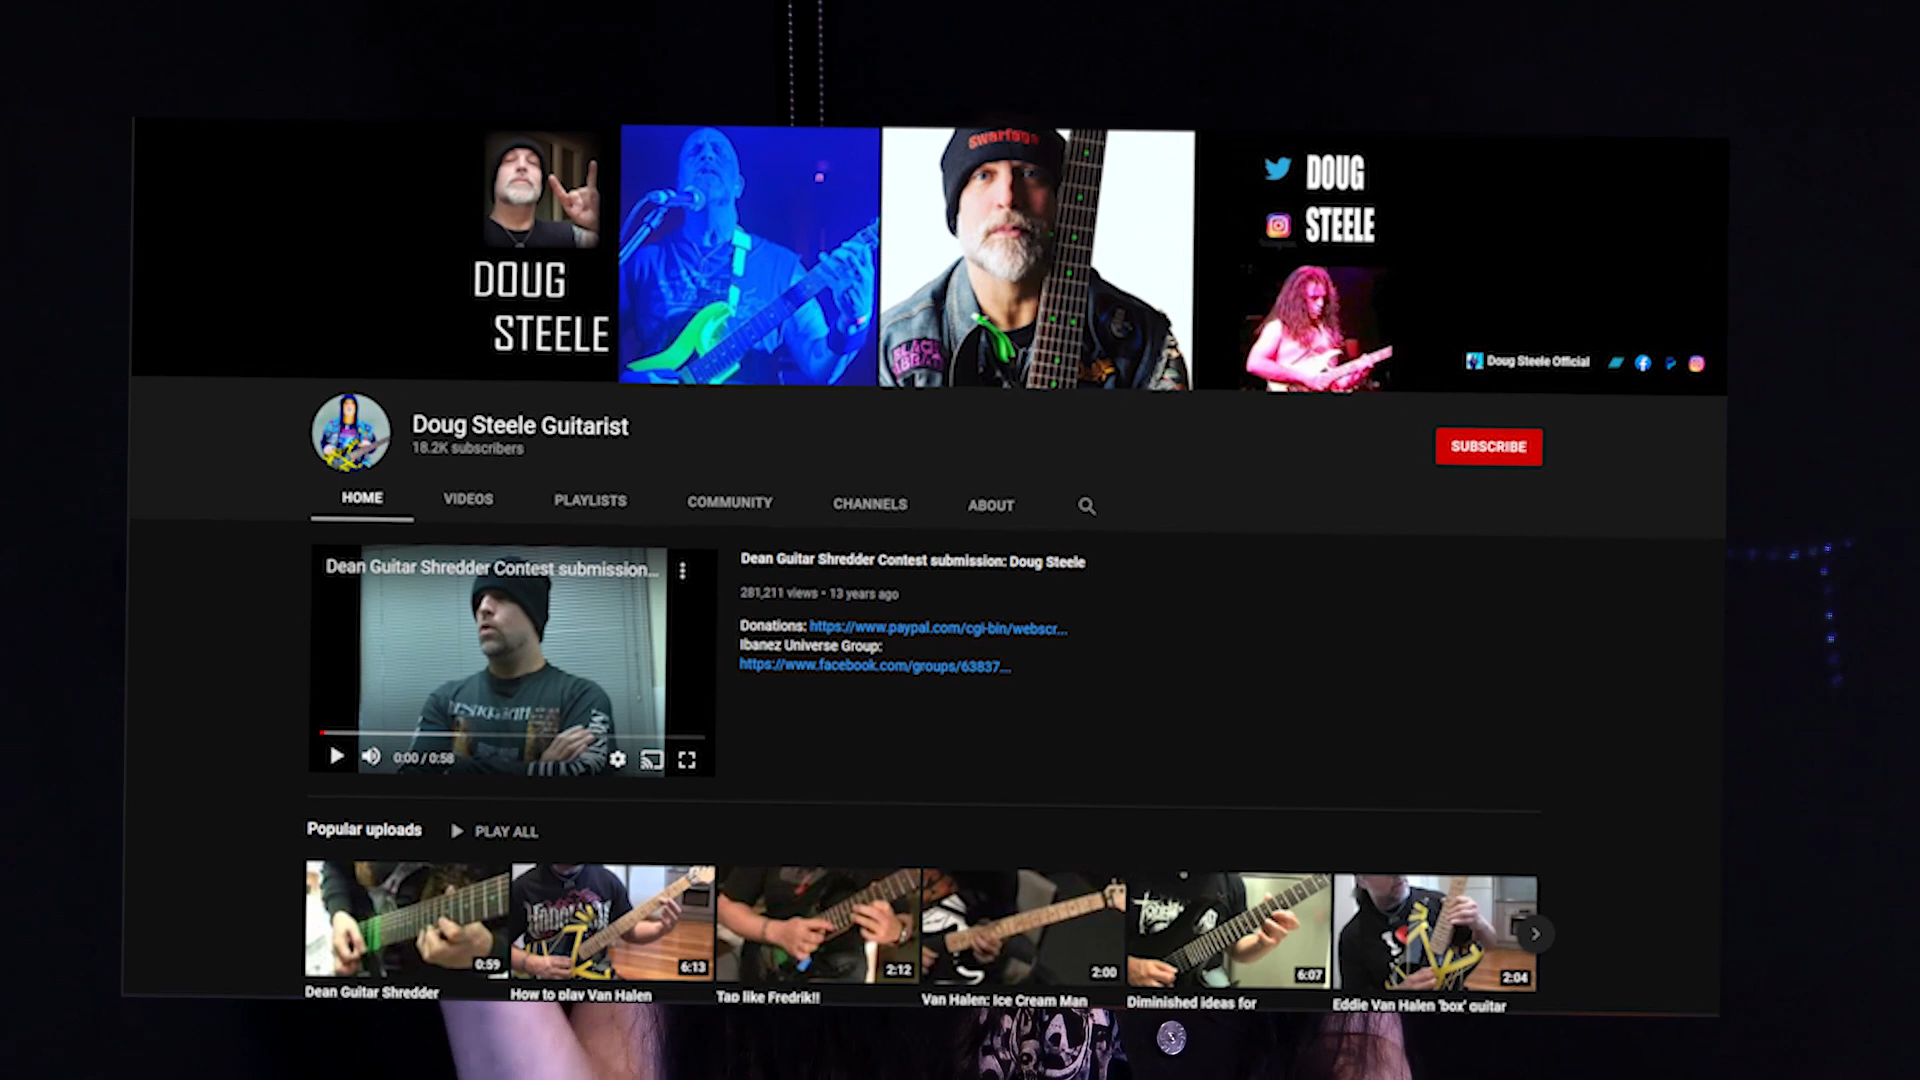 swarfega
DOUG
STEELE
DOUG
STEELE
BLACK
SABBATH
Doug Steele Official
Doug Steele Guitarist
18.2K subscribers
SUBSCRIBE
HOME
VIDEOS
PLAYLISTS
COMMUNITY
CHANNELS
ABOUT
Dean Guitar Shredder Contest submission...
0:00 / 0:58
Dean Guitar Shredder Contest submission: Doug Steele
281,211 views • 13 years ago
Donations: https://www.paypal.com/cgi-bin/webscr...
Ibanez Universe Group:
https://www.facebook.com/groups/63837...
Popular uploads
PLAY ALL
0:59
6:13
2:12
2:00
6:07
2:04
Dean Guitar Shredder
How to play Van Halen
Tap like Fredrik!!
Van Halen: Ice Cream Man
Diminished ideas for
Eddie Van Halen 'box' guitar